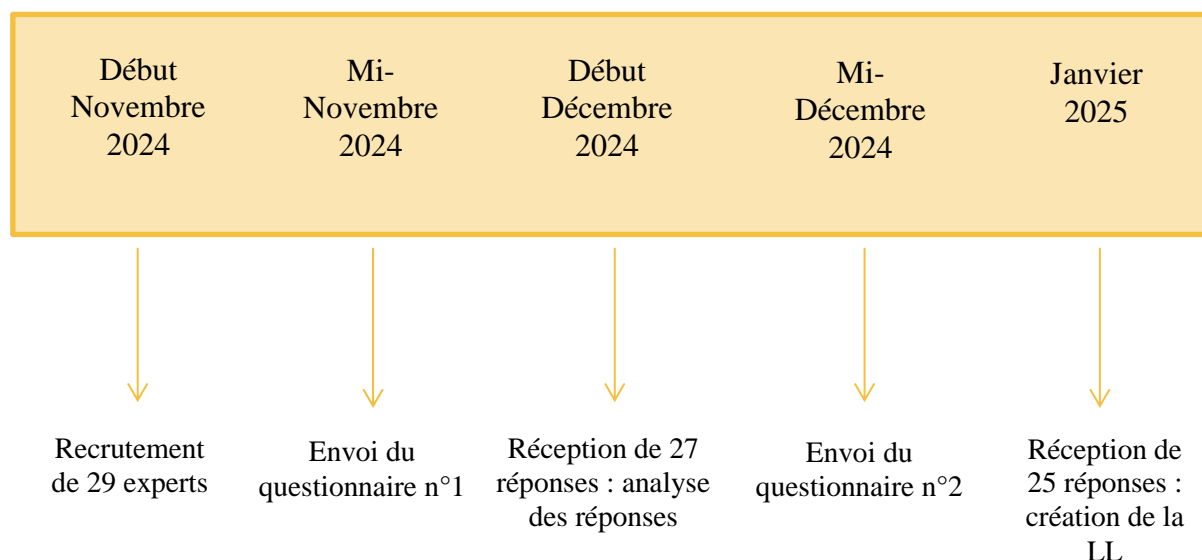 Début
Novembre
2024
Mi-
Novembre
2024
Début
Décembre
2024
Mi-
Décembre
2024
Janvier
2025
Recrutement
de 29 experts
Envoi du
questionnaire n°1
Réception de 27
réponses : analyse
des réponses
Envoi du
questionnaire n°2
Réception de
25 réponses :
création de la
LL